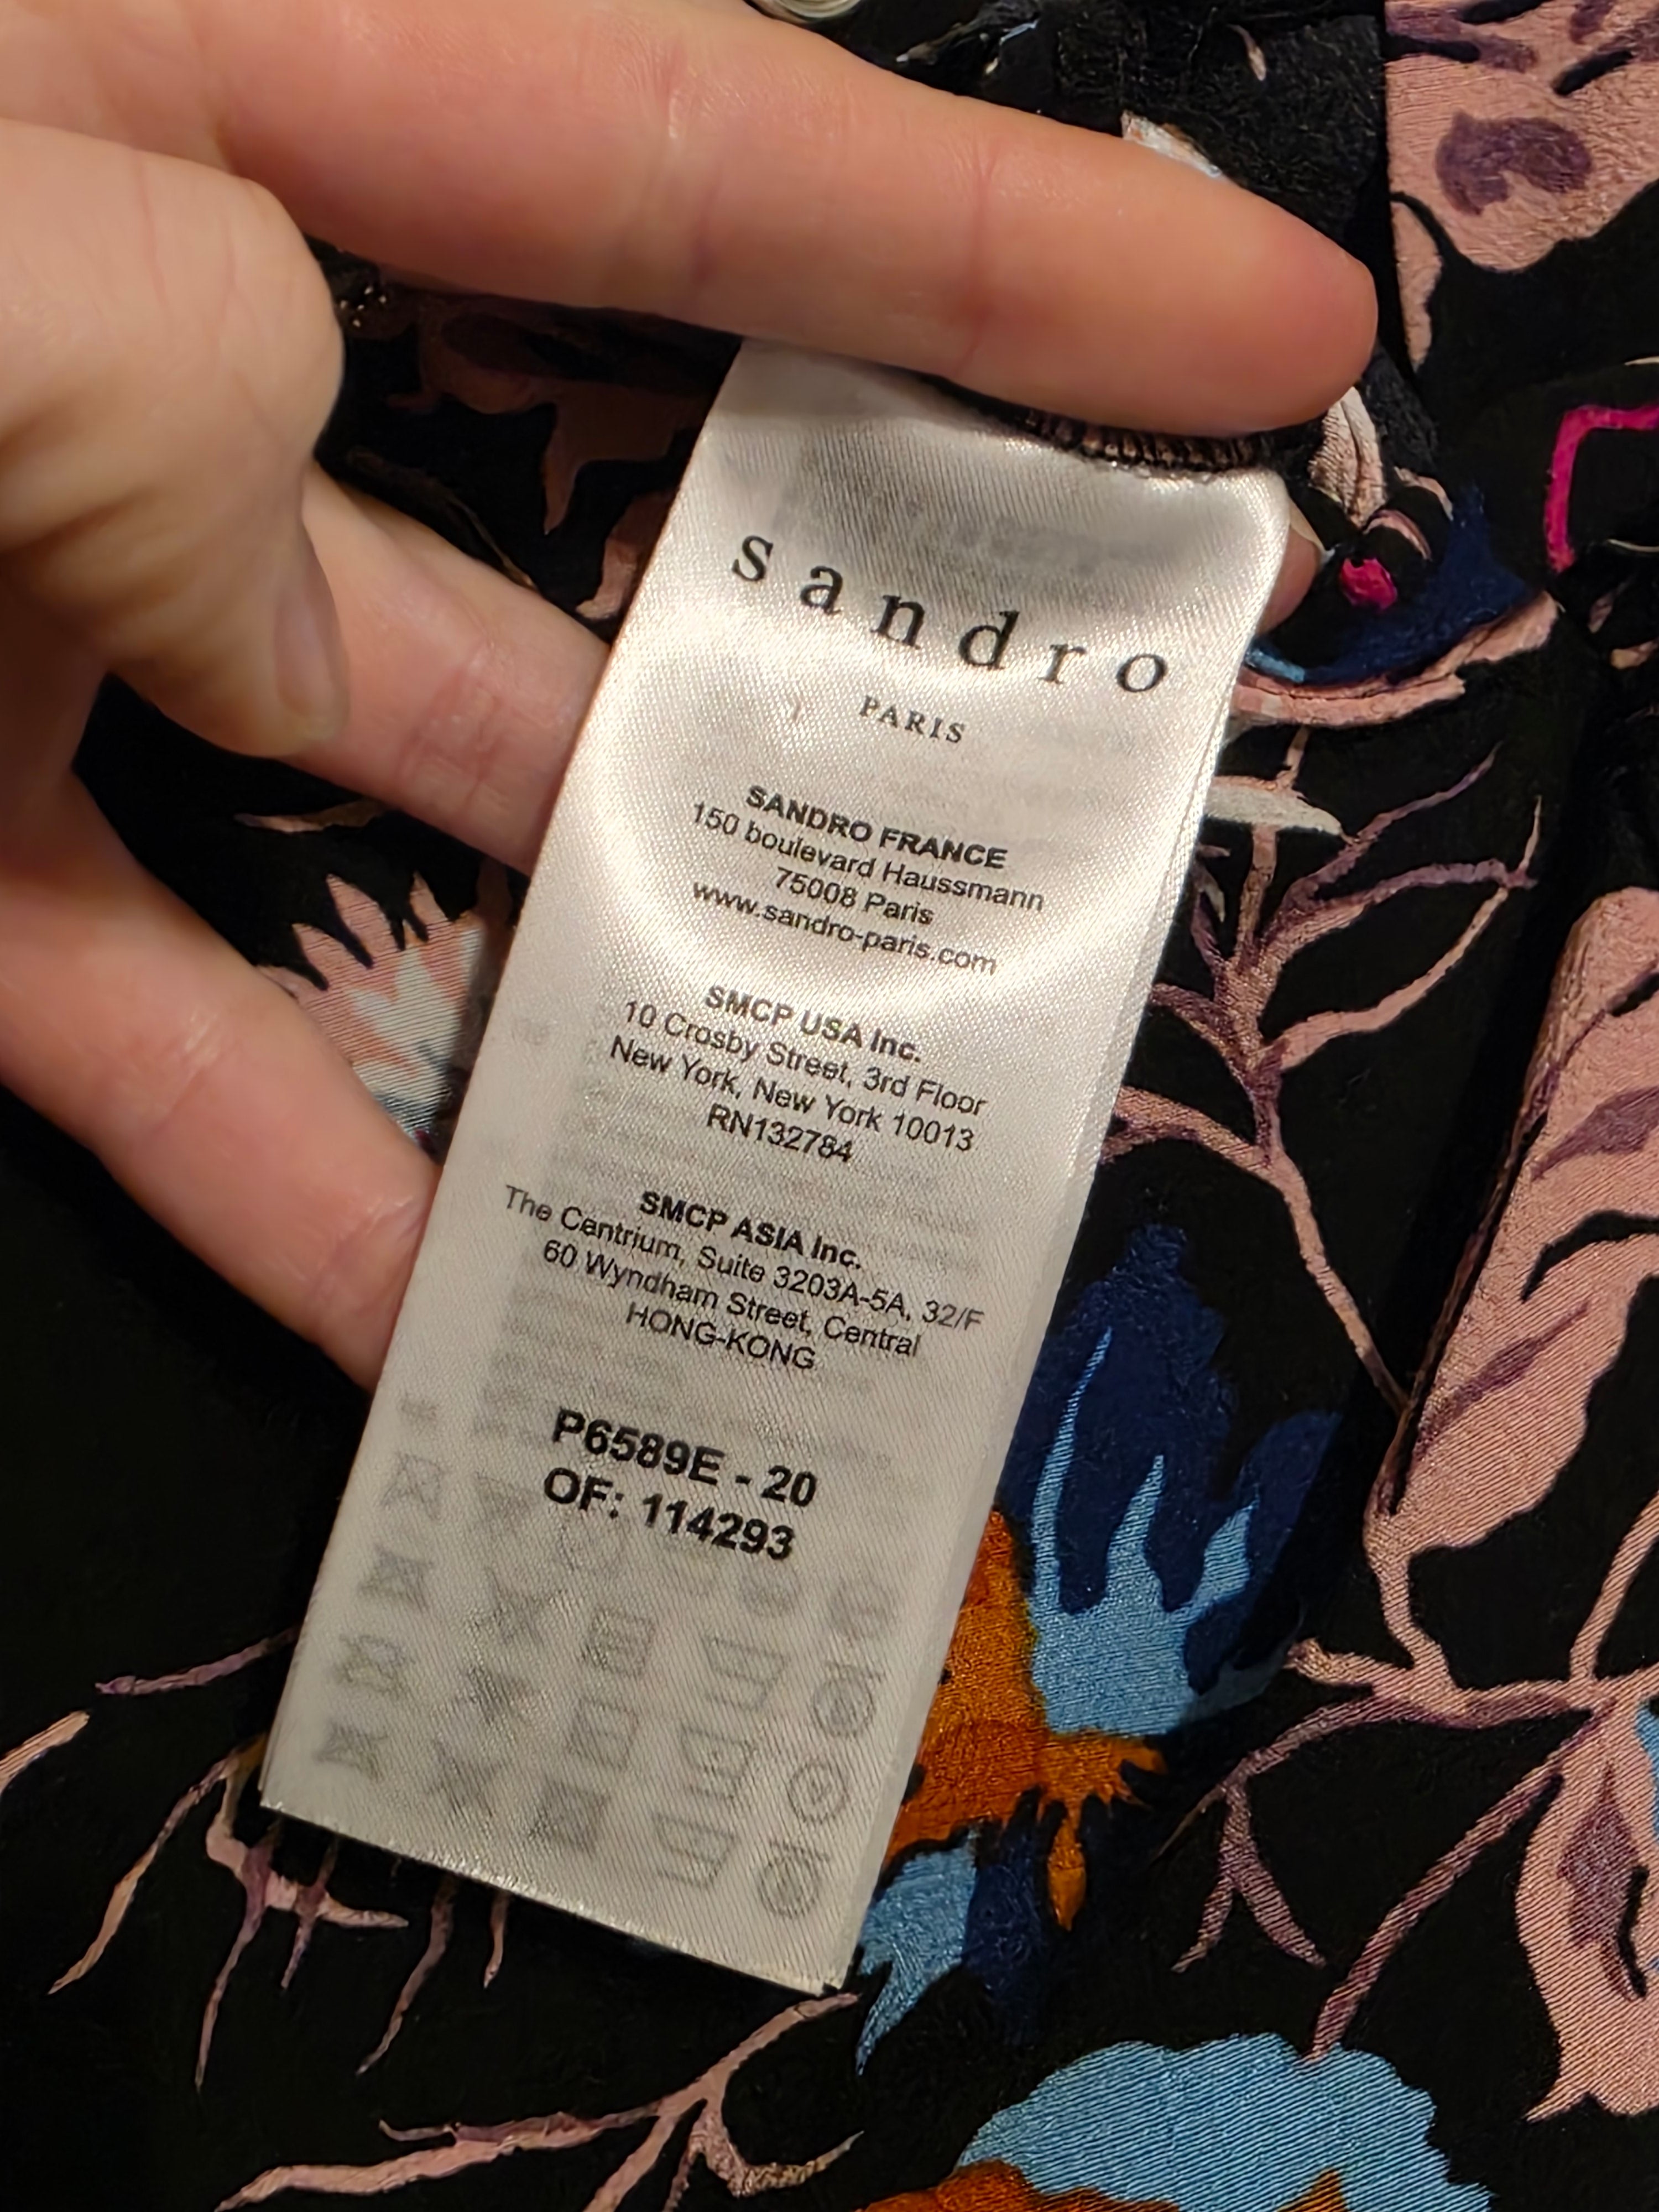 sandro
PARIS
SANDRO FRANCE
150 boulevard Haussmann
75008 Paris
www.sandro-paris.com
SMCP USA Inc.
10 Crosby Street, 3rd Floor
New York, New York 10013
RN132784
SMCP ASIA Inc.
The Centrium, Suite 3203A-5A, 32/F
60 Wyndham Street, Central
HONG-KONG
P6589E - 20
OF: 114293